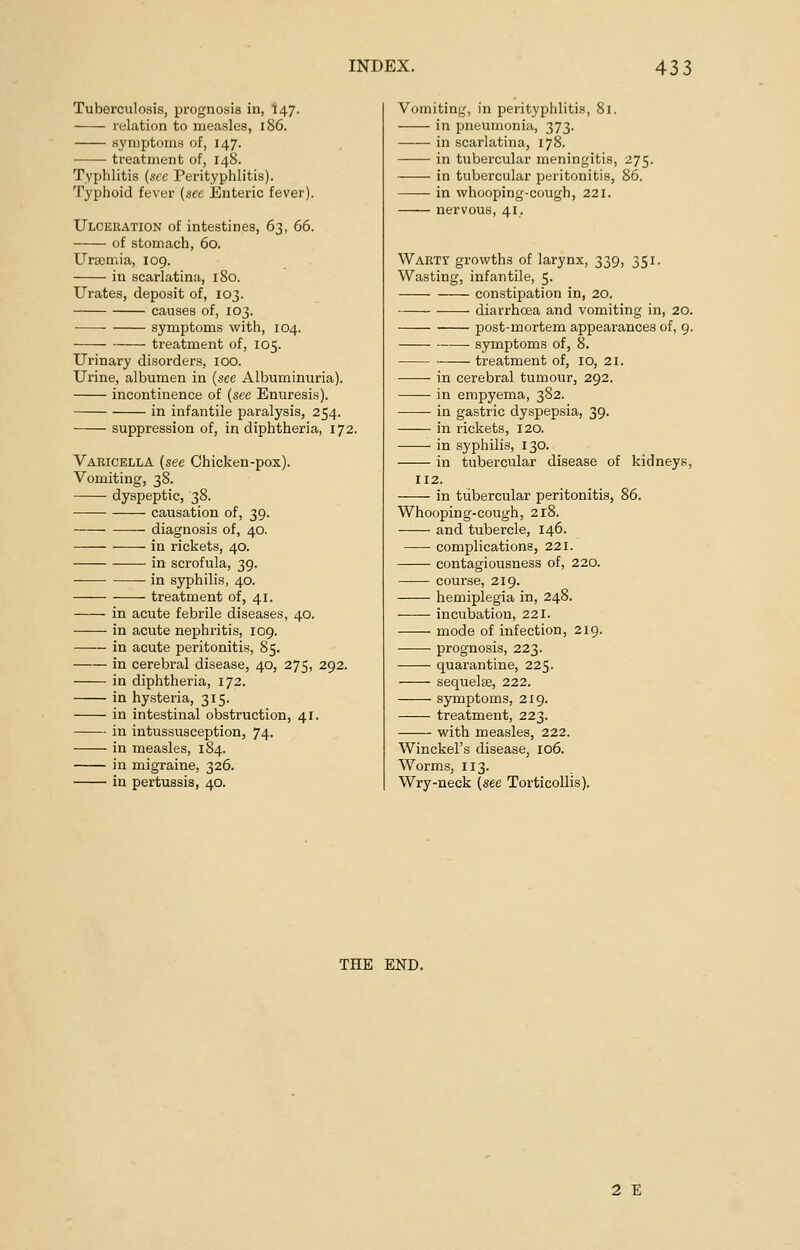 INDEX. 433
Tuberculosis, prognosis in, 147.
—— relation to measles, 186.
—— symptoms of, 147.
—— treatment of, 148.
Typhlitis (see Perityphlitis).
Typhoid fever (see Enteric fever).
ULCERATION of intestines, 63, 66.
—— of stomach, 60.
Uræmia, 109.
—— in scarlatina, 180.
Urates, deposit of, 103.
—— —— causes of, 103.
—— —— symptoms with, 104.
—— —— treatment of, 105.
Urinary disorders, 100.
Urine, albumen in (see Albuminuria).
—— incontinence of (see Enuresis).
—— —— in infantile paralysis, 254.
—— suppression of, in diphtheria, 172.
VARICELLA (see Chicken-pox).
Vomiting, 38.
—— dyspeptic, 38.
—— —— causation of, 39.
—— —— diagnosis of, 40.
—— —— in rickets, 40.
—— —— in scrofula, 39.
—— —— in syphilis, 40.
—— —— treatment of, 41.
—— in acute febrile diseases, 40.
—— in acute nephritis, 109.
—— in acute peritonitis, 85.
—— in cerebral disease, 40, 275, 292.
—— in diphtheria, 172.
—— in hysteria, 315.
—— in intestinal obstruction, 41.
—— in intussusception, 74.
—— in measles, 184.
—— in migraine, 326.
—— in pertussis, 40.
Vomiting, in perityphlitis, 81.
—— in pneumonia, 373.
—— in scarlatina, 178.
—— in tubercular meningitis, 275.
—— in tubercular peritonitis, 86.
—— in whooping-cough, 221.
—— nervous, 41.
WARTY growths of larynx, 339, 351.
Wasting, infantile, 5.
—— —— constipation in, 20.
—— —— diarrhœa and vomiting in, 20.
—— —— post-mortem appearances of, 9.
—— —— symptoms of, 8.
—— —— treatment of, 10, 21.
—— in cerebral tumour, 292.
—— in empyema, 382.
—— in gastric dyspepsia, 39.
—— in rickets, 120.
—— in syphilis, 130.
—— in tubercular disease of kidneys,
112.
—— in tubercular peritonitis, 86.
Whooping-cough, 218.
—— and tubercle, 146.
—— complications, 221.
—— contagiousness of, 220.
—— course, 219.
—— hemiplegia in, 248.
—— incubation, 221.
—— mode of infection, 219.
—— prognosis, 223.
—— quarantine, 225.
—— sequelæ, 222.
—— symptoms, 219.
—— treatment, 223.
—— with measles, 222.
Winckel's disease, 106.
Worms, 113.
Wry-neck (see Torticollis).
THE END.
2 E